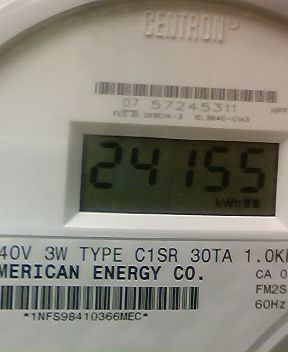 CENTRON®
07 57245311
24155
kWh
40V 3W TYPE C1SR 30TA 1.0K
MERICAN ENERGY CO.
CA 0
FM2S
60Hz
*1NFS98410366MEC*